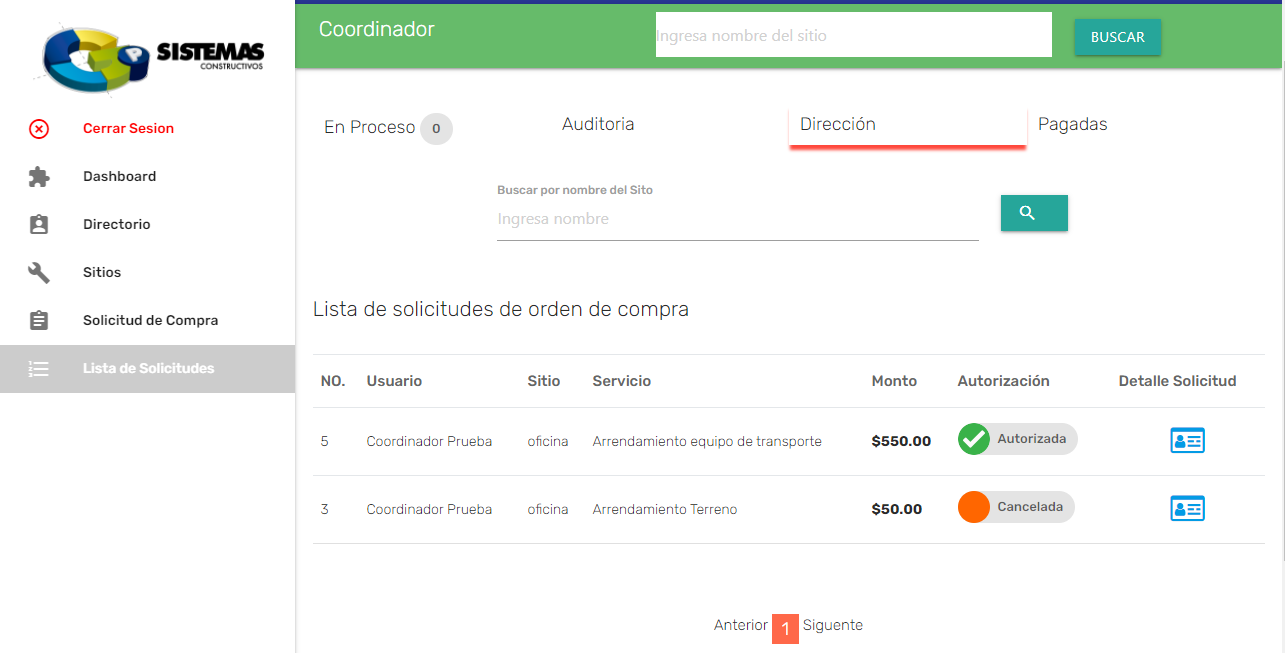 SISTEMAS
CONSTRUCTIVOS
Cerrar Sesion
Dashboard
Directorio
Sitios
Solicitud de Compra
Lista de Solicitudes
Coordinador Ingresa nombre del sitio BUSCAR
En Proceso 0 Auditoria Dirección Pagadas
Buscar por nombre del Sito
Ingresa nombre
Lista de solicitudes de orden de compra
NO. Usuario Sitio Servicio Monto Autorización Detalle Solicitud
5 Coordinador Prueba oficina Arrendamiento equipo de transporte $550.00 Autorizada
3 Coordinador Prueba oficina Arrendamiento Terreno $50.00 Cancelada
Anterior 1 Siguente